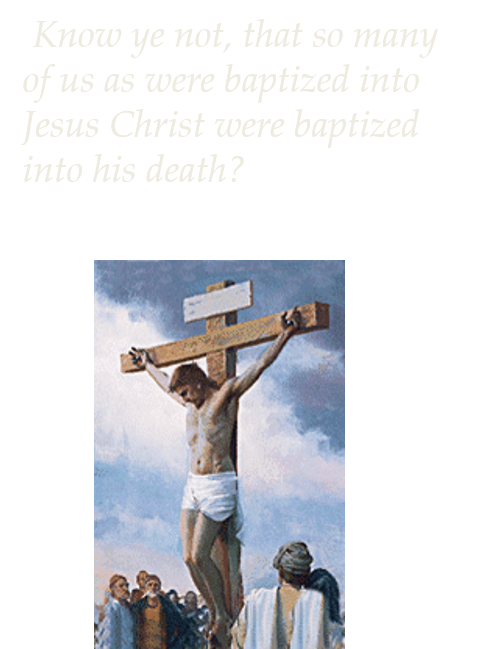 Know ye not, that so many
of us as were baptized into
Jesus Christ were baptized
into his death?